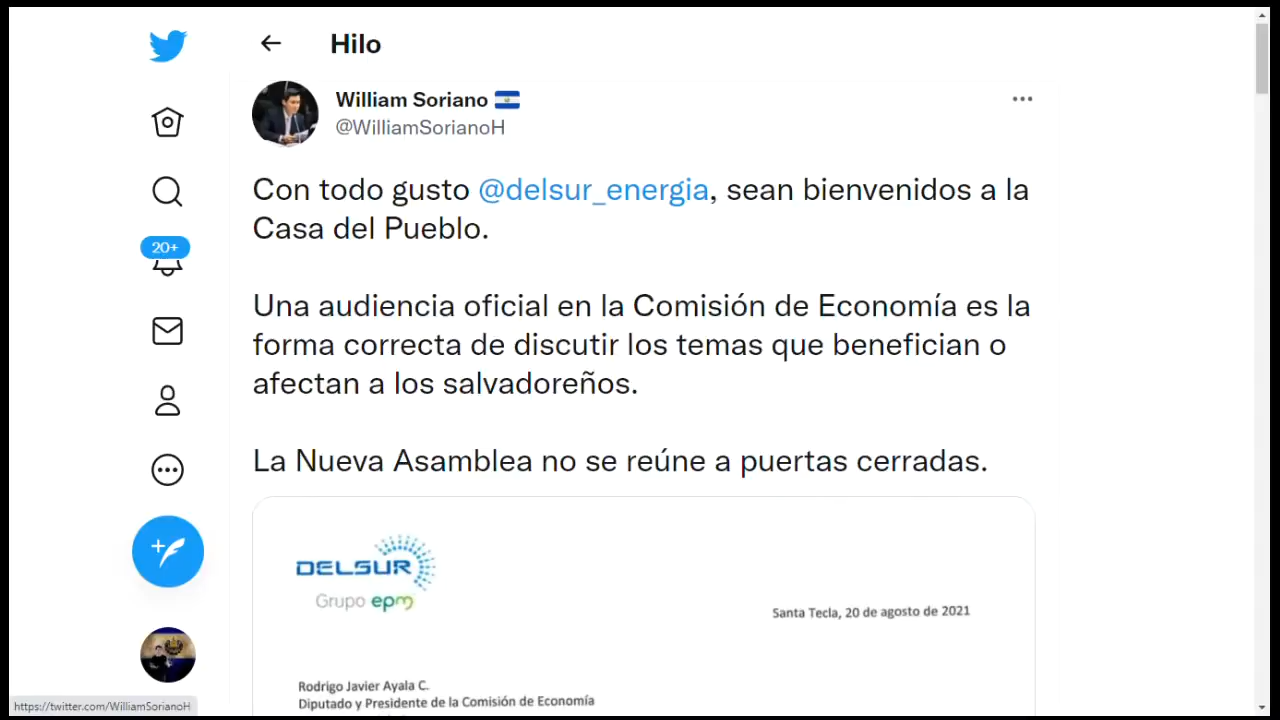 Hilo
William Soriano
@WilliamSorianoH
Con todo gusto @delsur_energia, sean bienvenidos a la
Casa del Pueblo.
Una audiencia oficial en la Comisión de Economía es la
forma correcta de discutir los temas que benefician o
afectan a los salvadoreños.
La Nueva Asamblea no se reúne a puertas cerradas.
20+
DELSUR
Grupo epm
Santa Tecla, 20 de agosto de 2021
Rodrigo Javier Ayala C.
Diputado y Presidente de la Comisión de Economía
https://twitter.com/WilliamSorianoH